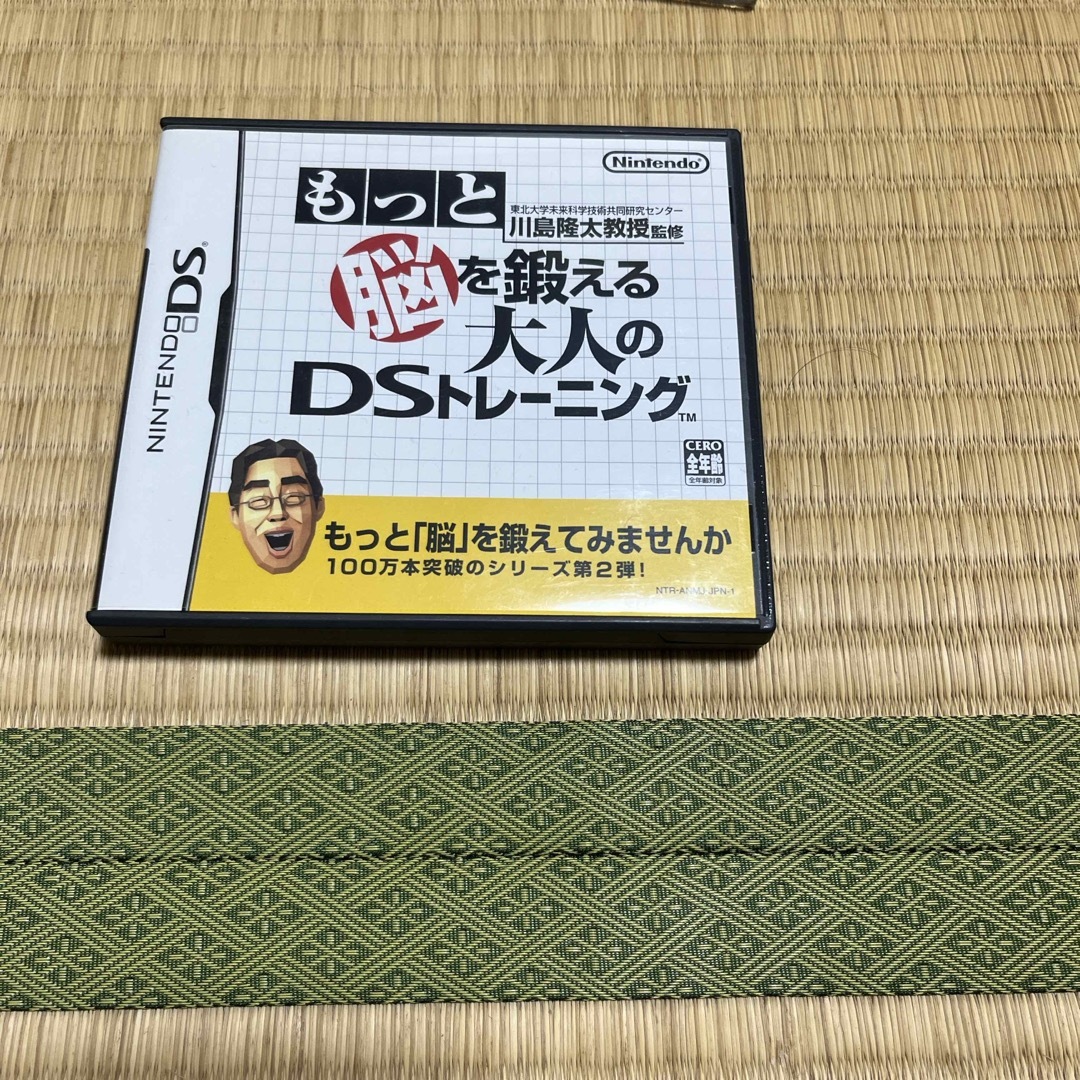 NINTENDO DS®
Nintendo®
もっと
東北大学未来科学技術共同研究センター
川島隆太教授監修
脳を鍛える
大人の
DSトレーニング™
CERO
全年齢
全年齢対象
もっと「脳」を鍛えてみませんか
100万本突破のシリーズ第2弾!